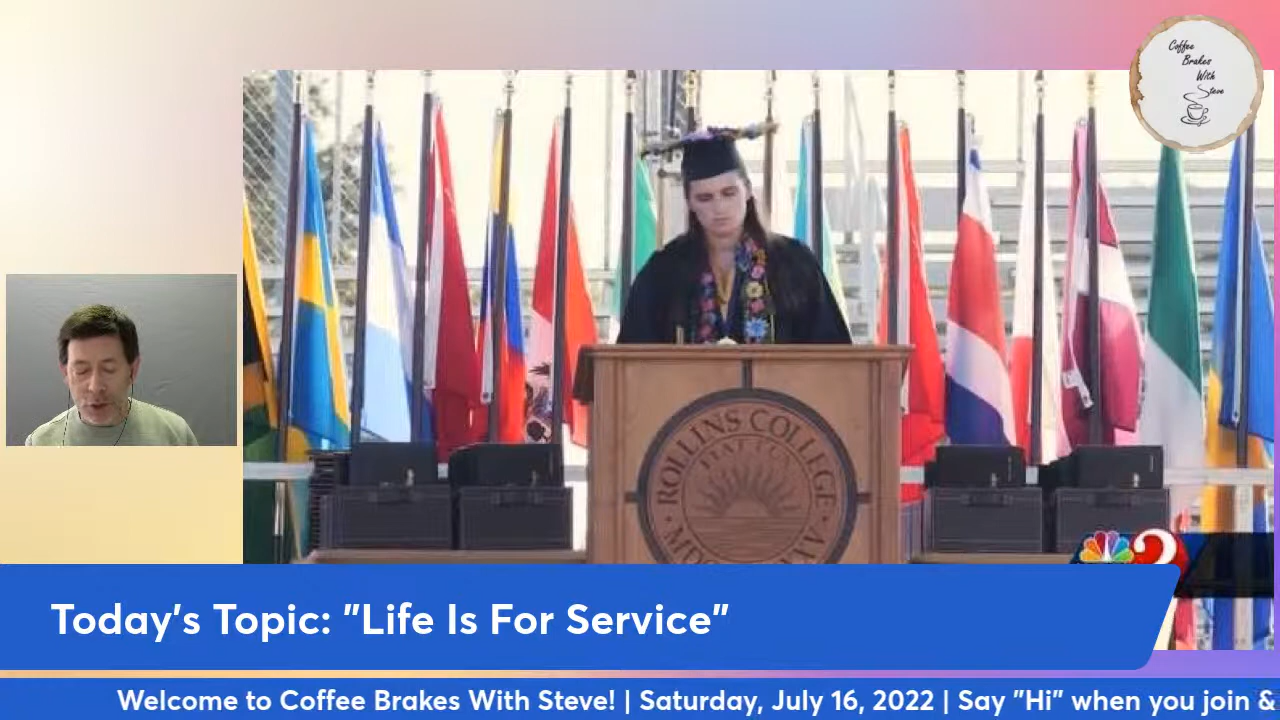 Coffee
Brakes
With
Steve
ROLLINS COLLEGE
2
Today's Topic: "Life Is For Service"
Welcome to Coffee Brakes With Steve! | Saturday, July 16, 2022 | Say "Hi" when you join &